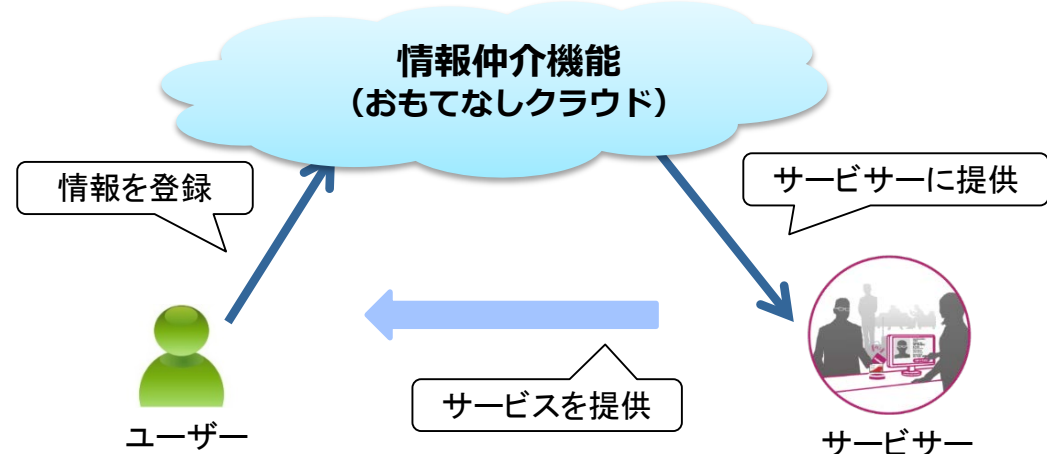 情報仲介機能
（おもてなしクラウド）
情報を登録
サービサーに提供
サービスを提供
ユーザー
サービサー